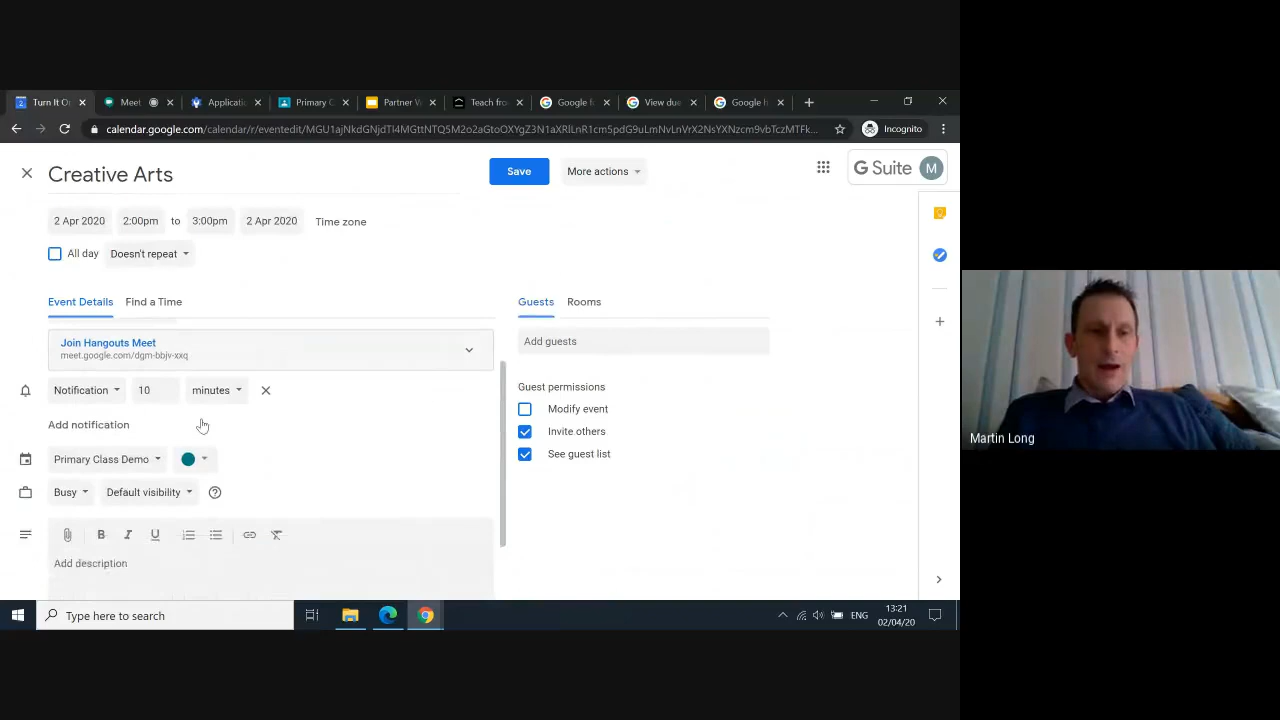 Turn It O
Meet
Applicatio
Primary C
Partner V
Teach fro
Google f
View due
Google h
calendar.google.com/calendar/r/eventedit/
Incognito
Creative Arts
Save
More actions
G Suite
M
2 Apr 2020
2:00pm
to
3:00pm
2 Apr 2020
Time zone
All day
Doesn't repeat
Event Details
Find a Time
Guests
Rooms
Join Hangouts Meet
meet.google.com/dgm-bbjv-xxq
Add guests
Notification
10
minutes
Guest permissions
Modify event
Add notification
Invite others
Primary Class Demo
See guest list
Busy
Default visibility
B
I
U
Add description
Martin Long
Type here to search
ENG
13:21
02/04/20